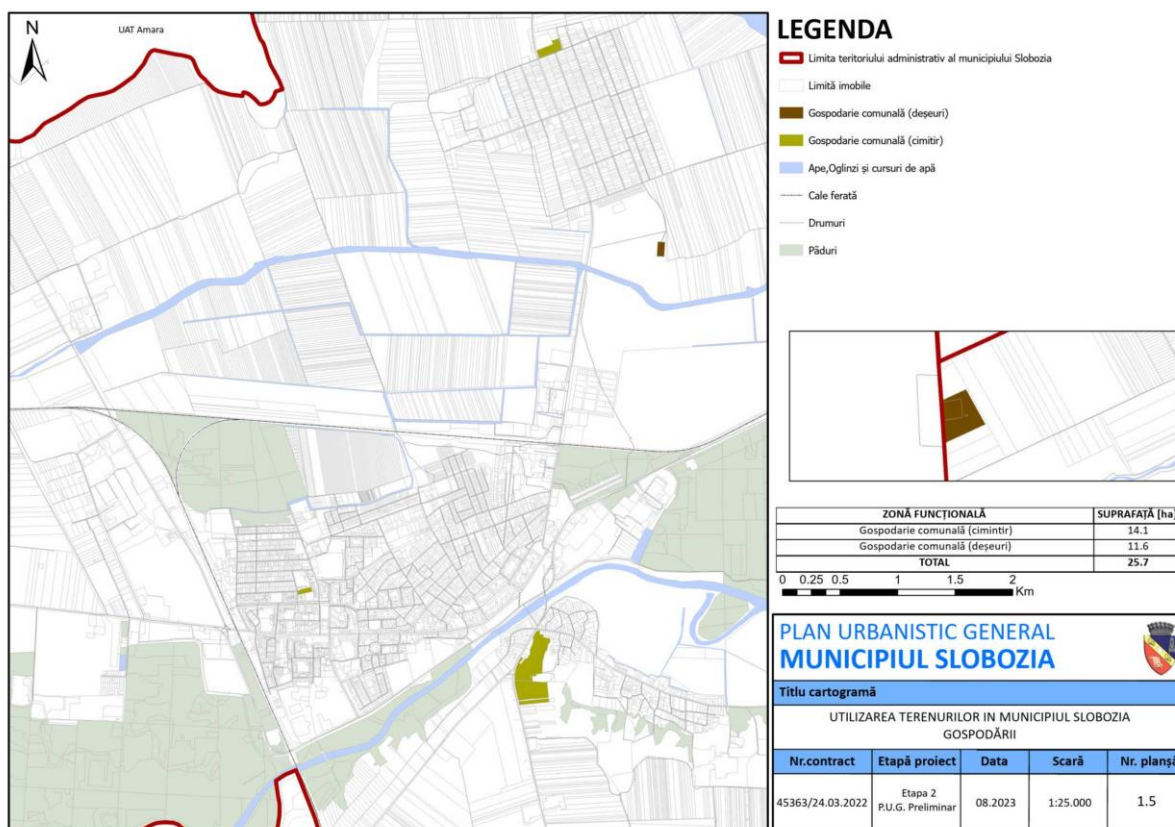 N
UAT Amara
LEGENDA
Limita teritoriului administrativ al municipiului Slobozia
Limită imobile
Gospodarie comunală (deșeuri)
Gospodarie comunală (cimitir)
Ape,Oglinzi și cursuri de apă
Cale ferată
Drumuri
Păduri
ZONĂ FUNCȚIONALĂ SUPRAFAȚĂ [ha]
Gospodarie comunală (cimintir) 14.1
Gospodarie comunală (deșeuri) 11.6
TOTAL 25.7
0 0.25 0.5 1 1.5 2
Km
PLAN URBANISTIC GENERAL
MUNICIPIUL SLOBOZIA
Titlu cartogramă
UTILIZAREA TERENURILOR IN MUNICIPIUL SLOBOZIA
GOSPODĂRII
Nr.contract Etapă proiect Data Scară Nr. planșă
45363/24.03.2022 Etapa 2 P.U.G. Preliminar 08.2023 1:25.000 1.5